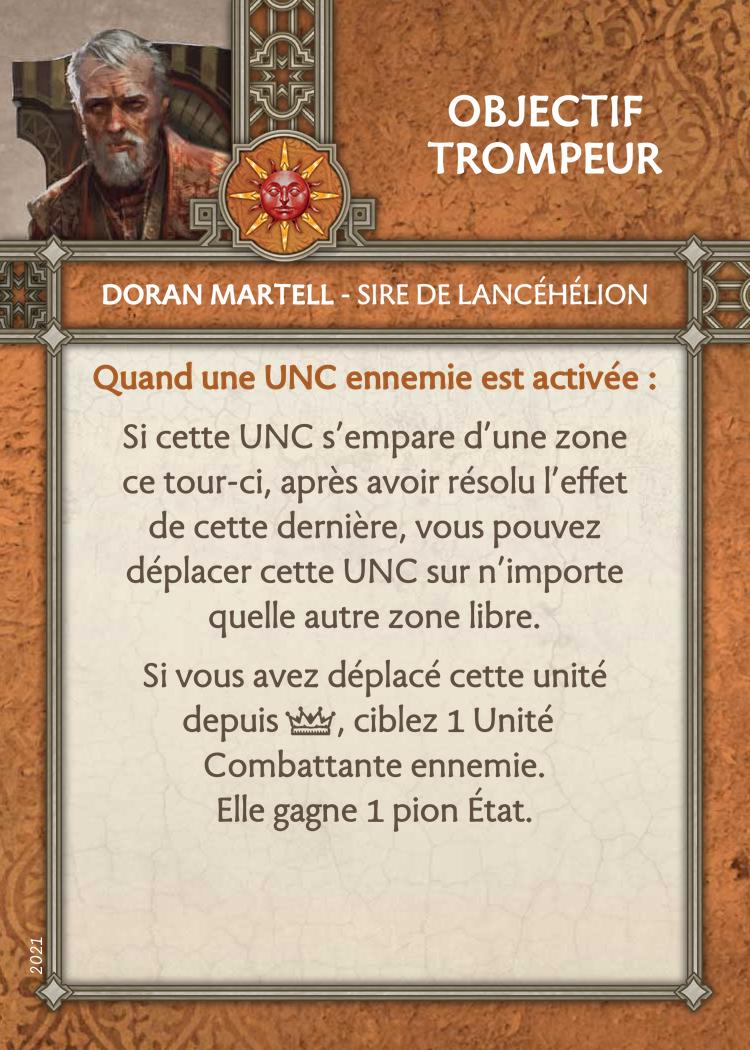 OBJECTIF
TROMPEUR
DORAN MARTELL - SIRE DE LANCÉHÉLION
Quand une UNC ennemie est activée :
Si cette UNC s’empare d’une zone
ce tour-ci, après avoir résolu l’effet
de cette dernière, vous pouvez
déplacer cette UNC sur n’importe
quelle autre zone libre.
Si vous avez déplacé cette unité
depuis , ciblez 1 Unité
Combattante ennemie.
Elle gagne 1 pion État.
2021